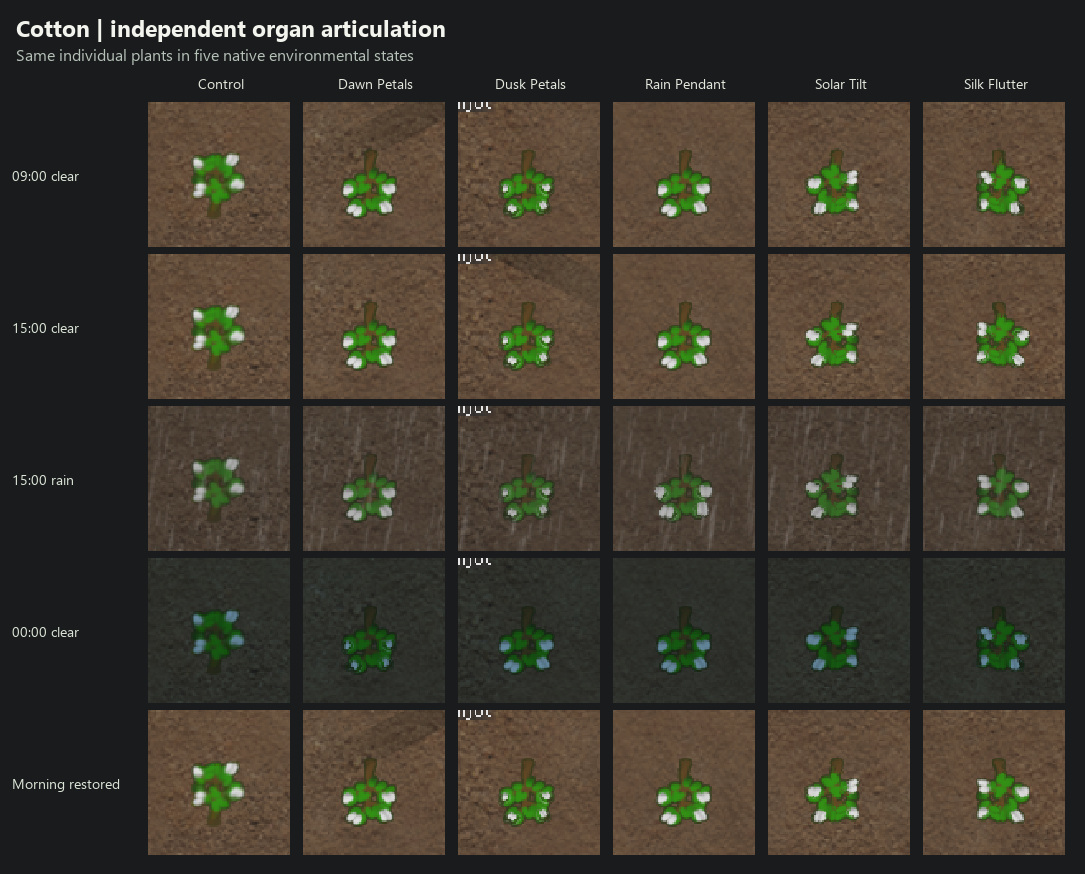 Cotton | independent organ articulation
Same individual plants in five native environmental states
Control Dawn Petals Dusk Petals Rain Pendant Solar Tilt Silk Flutter
09:00 clear
15:00 clear
15:00 rain
00:00 clear
Morning restored